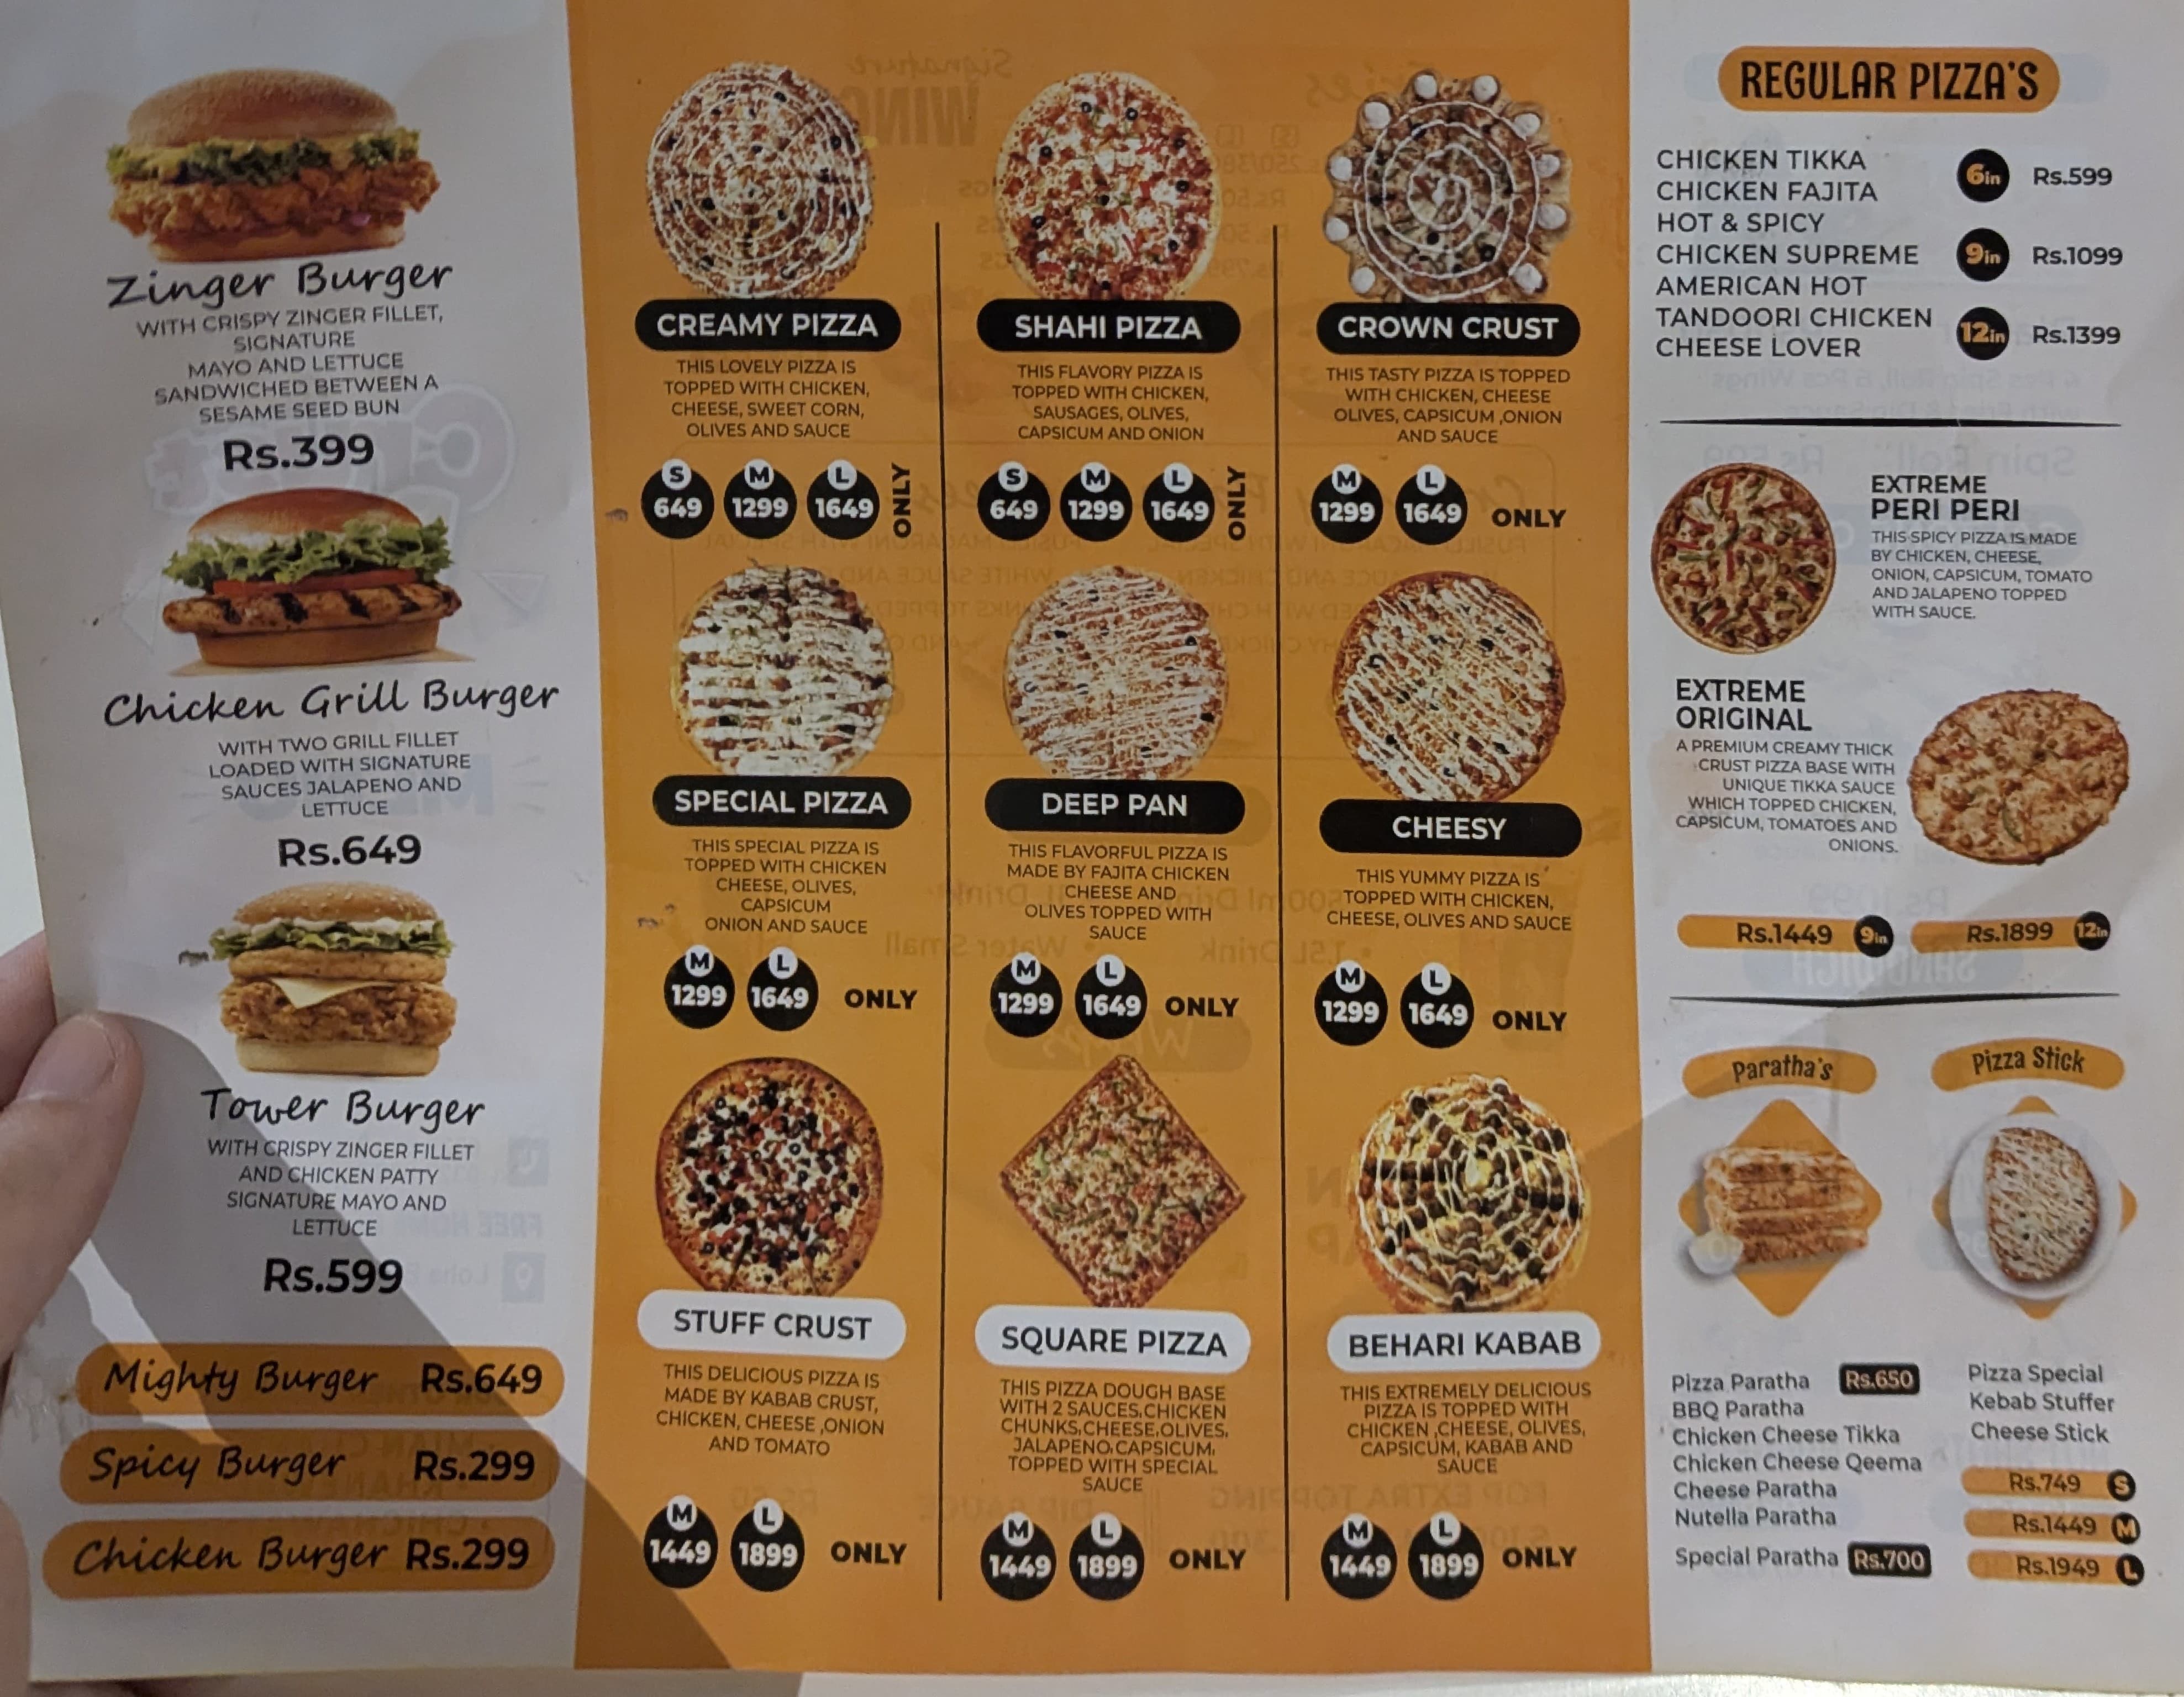 Zinger Burger
WITH CRISPY ZINGER FILLET,
SIGNATURE
MAYO AND LETTUCE
SANDWICHED BETWEEN A
SESAME SEED BUN
Rs.399
Chicken Grill Burger
WITH TWO GRILL FILLET
LOADED WITH SIGNATURE
SAUCES JALAPENO AND
LETTUCE
Rs.649
Tower Burger
WITH CRISPY ZINGER FILLET
AND CHICKEN PATTY
SIGNATURE MAYO AND
LETTUCE
Rs.599
Mighty Burger Rs.649
Spicy Burger Rs.299
Chicken Burger Rs.299
CREAMY PIZZA
THIS LOVELY PIZZA IS
TOPPED WITH CHICKEN,
CHEESE, SWEET CORN,
OLIVES AND SAUCE
S M L
649 1299 1649 ONLY
SHAHI PIZZA
THIS FLAVORY PIZZA IS
TOPPED WITH CHICKEN,
SAUSAGES, OLIVES,
CAPSICUM AND ONION
S M L
649 1299 1649 ONLY
CROWN CRUST
THIS TASTY PIZZA IS TOPPED
WITH CHICKEN, CHEESE
OLIVES, CAPSICUM ,ONION
AND SAUCE
M L
1299 1649 ONLY
SPECIAL PIZZA
THIS SPECIAL PIZZA IS
TOPPED WITH CHICKEN
CHEESE, OLIVES,
CAPSICUM
ONION AND SAUCE
M L
1299 1649 ONLY
DEEP PAN
THIS FLAVORFUL PIZZA IS
MADE BY FAJITA CHICKEN
CHEESE AND
OLIVES TOPPED WITH
SAUCE
M L
1299 1649 ONLY
CHEESY
THIS YUMMY PIZZA IS
TOPPED WITH CHICKEN,
CHEESE, OLIVES AND SAUCE
M L
1299 1649 ONLY
STUFF CRUST
THIS DELICIOUS PIZZA IS
MADE BY KABAB CRUST,
CHICKEN, CHEESE ,ONION
AND TOMATO
M L
1449 1899 ONLY
SQUARE PIZZA
THIS PIZZA DOUGH BASE
WITH 2 SAUCES,CHICKEN
CHUNKS,CHEESE,OLIVES,
JALAPENO,CAPSICUM,
TOPPED WITH SPECIAL
SAUCE
M L
1449 1899 ONLY
BEHARI KABAB
THIS EXTREMELY DELICIOUS
PIZZA IS TOPPED WITH
CHICKEN ,CHEESE, OLIVES,
CAPSICUM, KABAB AND
SAUCE
M L
1449 1899 ONLY
REGULAR PIZZA'S
CHICKEN TIKKA
CHICKEN FAJITA
HOT & SPICY
CHICKEN SUPREME
AMERICAN HOT
TANDOORI CHICKEN
CHEESE LOVER
6in Rs.599
9in Rs.1099
12in Rs.1399
EXTREME
PERI PERI
THIS SPICY PIZZA IS MADE
BY CHICKEN, CHEESE,
ONION, CAPSICUM, TOMATO
AND JALAPENO TOPPED
WITH SAUCE.
EXTREME
ORIGINAL
A PREMIUM CREAMY THICK
CRUST PIZZA BASE WITH
UNIQUE TIKKA SAUCE
WHICH TOPPED CHICKEN,
CAPSICUM, TOMATOES AND
ONIONS.
Rs.1449 9in Rs.1899 12in
Paratha's
Pizza Paratha Rs.650
BBQ Paratha
Chicken Cheese Tikka
Chicken Cheese Qeema
Cheese Paratha
Nutella Paratha
Special Paratha Rs.700
Pizza Stick
Pizza Special
Kebab Stuffer
Cheese Stick
Rs.749 S
Rs.1449 M
Rs.1949 L